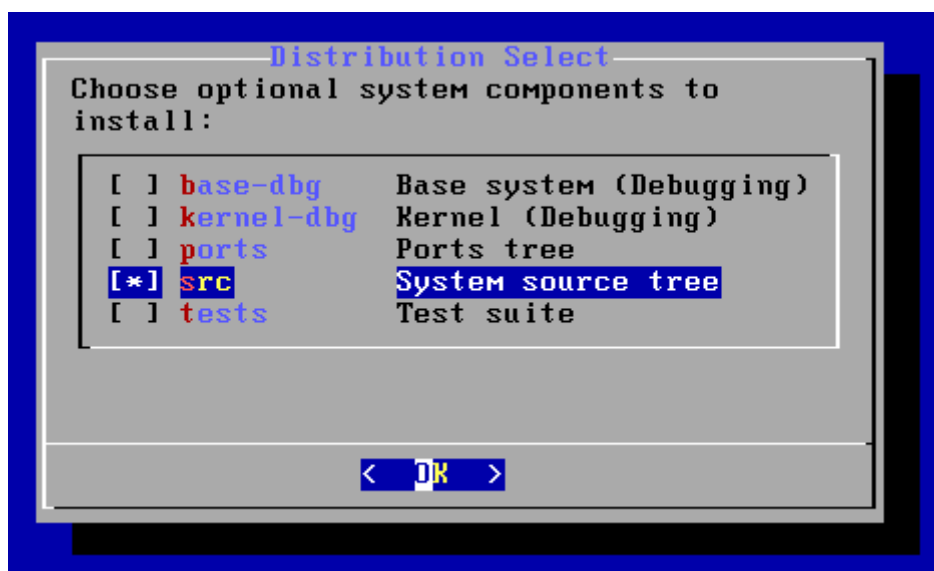 Distribution Select
Choose optional system components to
install:
[ ] base-dbg Base system (Debugging)
[ ] kernel-dbg Kernel (Debugging)
[ ] ports Ports tree
[*] src System source tree
[ ] tests Test suite
< OK >